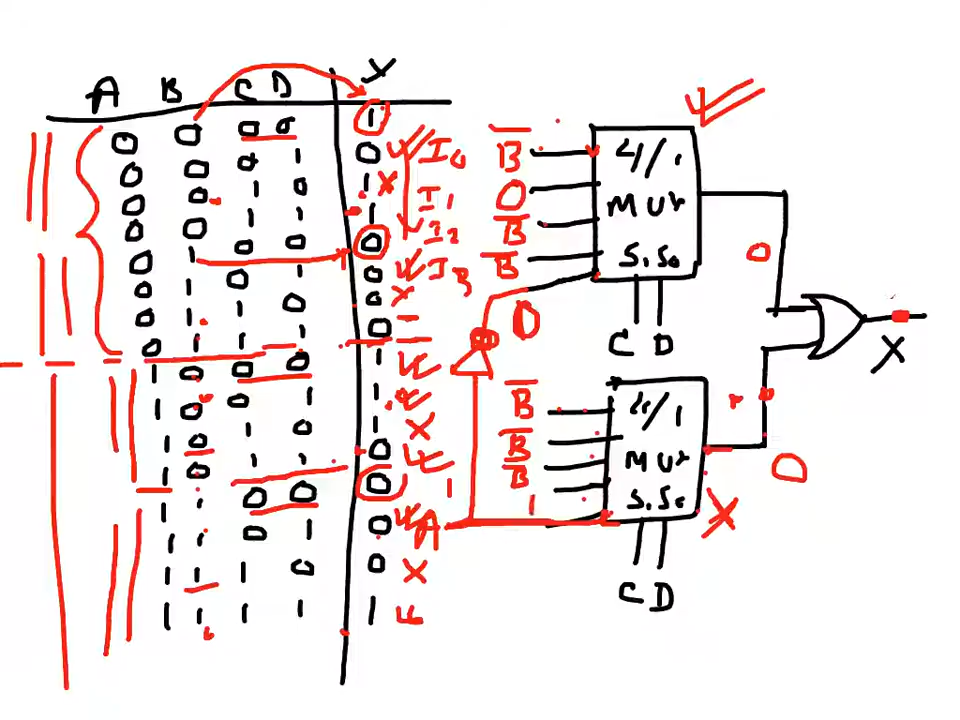 A B C D X
0 0 0 0 1
0 0 0 1 0
0 0 1 0 1
0 0 1 1 1
0 1 0 0 0
0 1 0 1 0
0 1 1 0 0
0 1 1 1 0
1 0 0 0 1
1 0 0 1 1
1 0 1 0 1
1 0 1 1 0
1 1 0 0 0
1 1 0 1 0
1 1 1 0 0
1 1 1 1 1
I0 B̅
I1 0
I2 B̅
I3 B̅
4/1
MUX
S1 S0
C D
0
0
X
A
B̅
B̅
B̅
1
4/1
MUX
S1 S0
C D
0
X